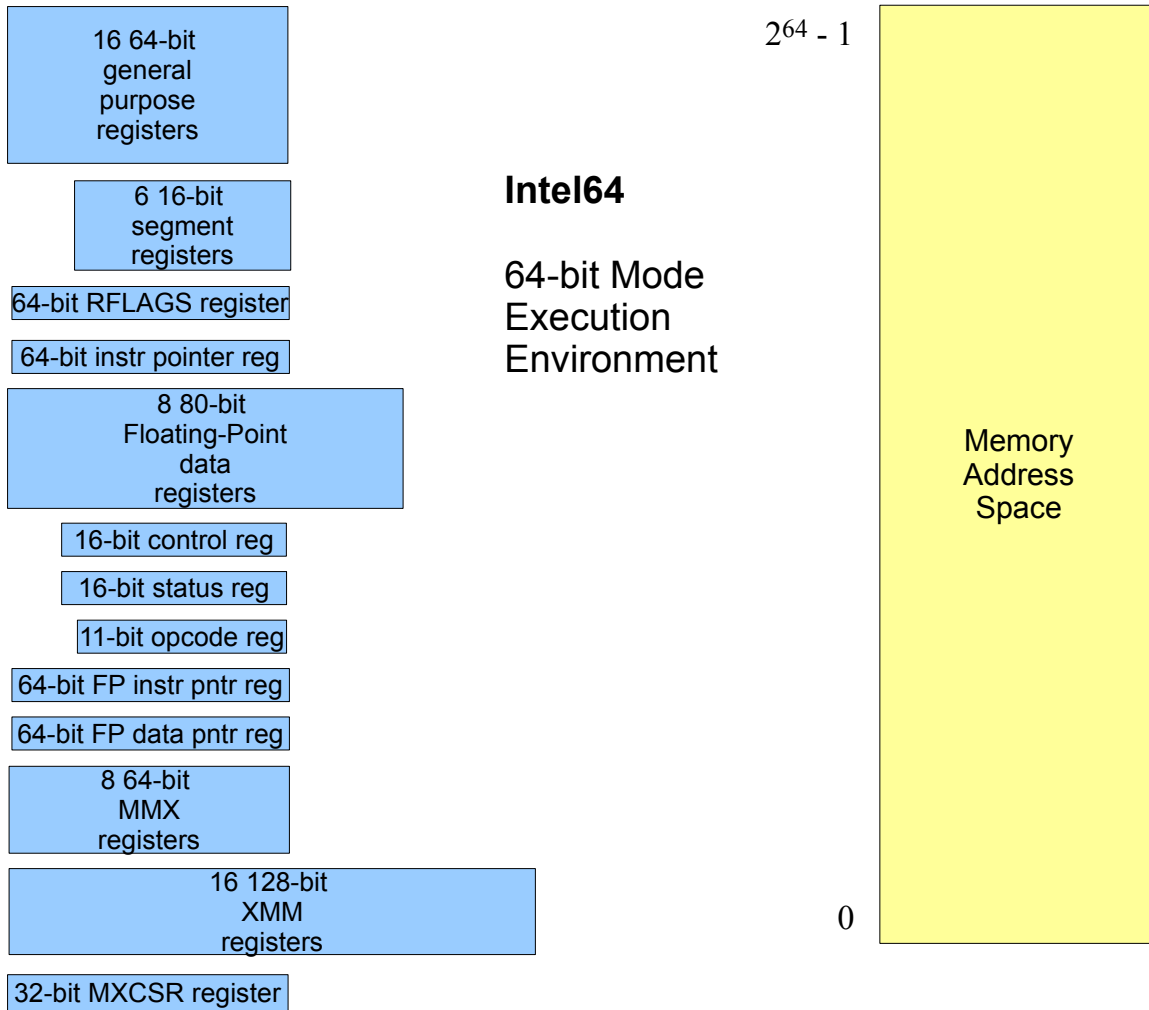 16 64-bit
general
purpose
registers
6 16-bit
segment
registers
64-bit RFLAGS register
64-bit instr pointer reg
8 80-bit
Floating-Point
data
registers
16-bit control reg
16-bit status reg
11-bit opcode reg
64-bit FP instr pntr reg
64-bit FP data pntr reg
8 64-bit
MMX
registers
16 128-bit
XMM
registers
32-bit MXCSR register
Intel64
64-bit Mode
Execution
Environment
2⁶⁴ - 1
0
Memory
Address
Space